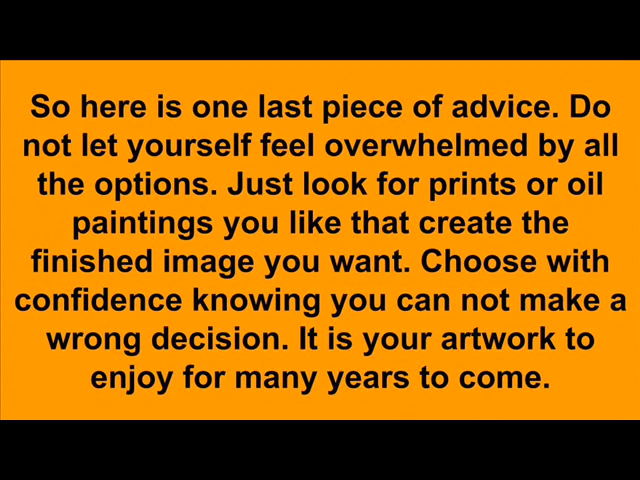 So here is one last piece of advice. Do
not let yourself feel overwhelmed by all
the options. Just look for prints or oil
paintings you like that create the
finished image you want. Choose with
confidence knowing you can not make a
wrong decision. It is your artwork to
enjoy for many years to come.